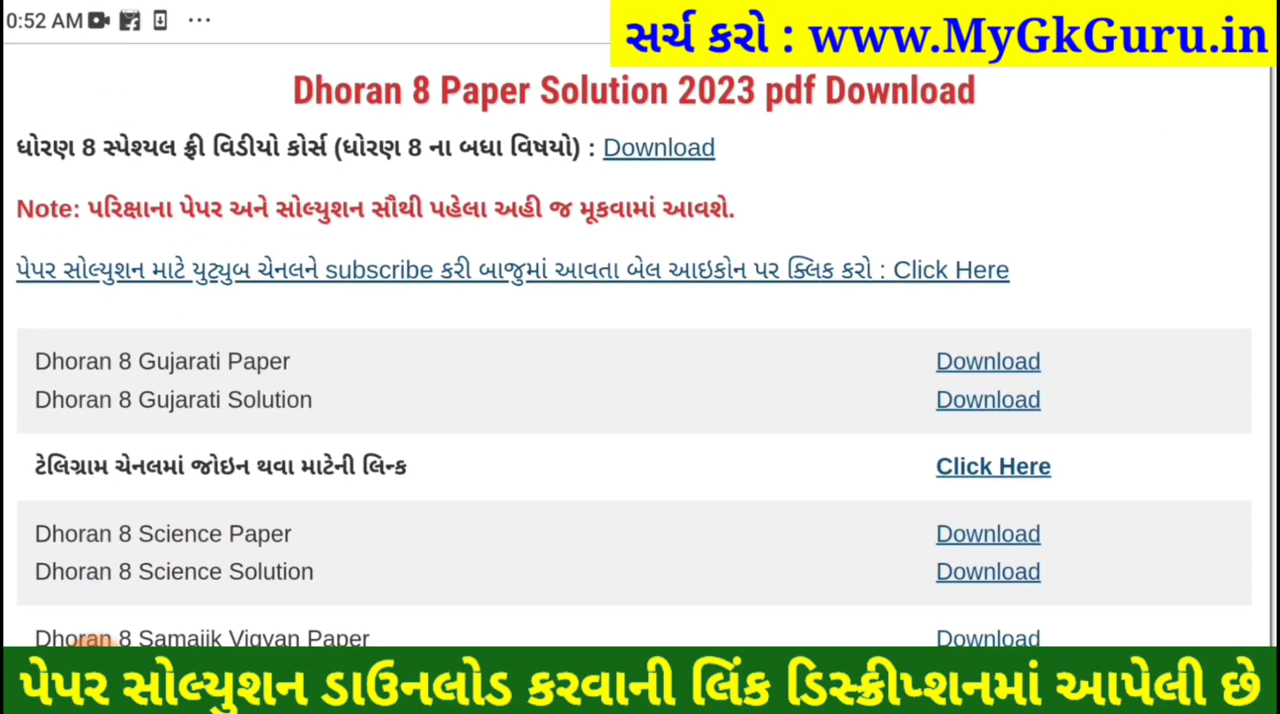 0:52 AM ...
સર્ચ કરો : www.MyGkGuru.in
Dhoran 8 Paper Solution 2023 pdf Download
ધોરણ 8 સ્પેશ્યલ ફ્રી વિડીયો કોર્સ (ધોરણ 8 ના બધા વિષયો) : Download
Note: પરિક્ષાના પેપર અને સોલ્યુશન સૌથી પહેલા અહી જ મૂકવામાં આવશે.
પેપર સોલ્યુશન માટે યુટ્યુબ ચેનલને subscribe કરી બાજુમાં આવતા બેલ આઇકોન પર ક્લિક કરો : Click Here
Dhoran 8 Gujarati Paper Download
Dhoran 8 Gujarati Solution Download
ટેલિગ્રામ ચેનલમાં જોઇન થવા માટેની લિન્ક Click Here
Dhoran 8 Science Paper Download
Dhoran 8 Science Solution Download
Dhoran 8 Samajik Vigyan Paper Download
પેપર સોલ્યુશન ડાઉનલોડ કરવાની લિંક ડિસ્ક્રીપ્શનમાં આપેલી છે